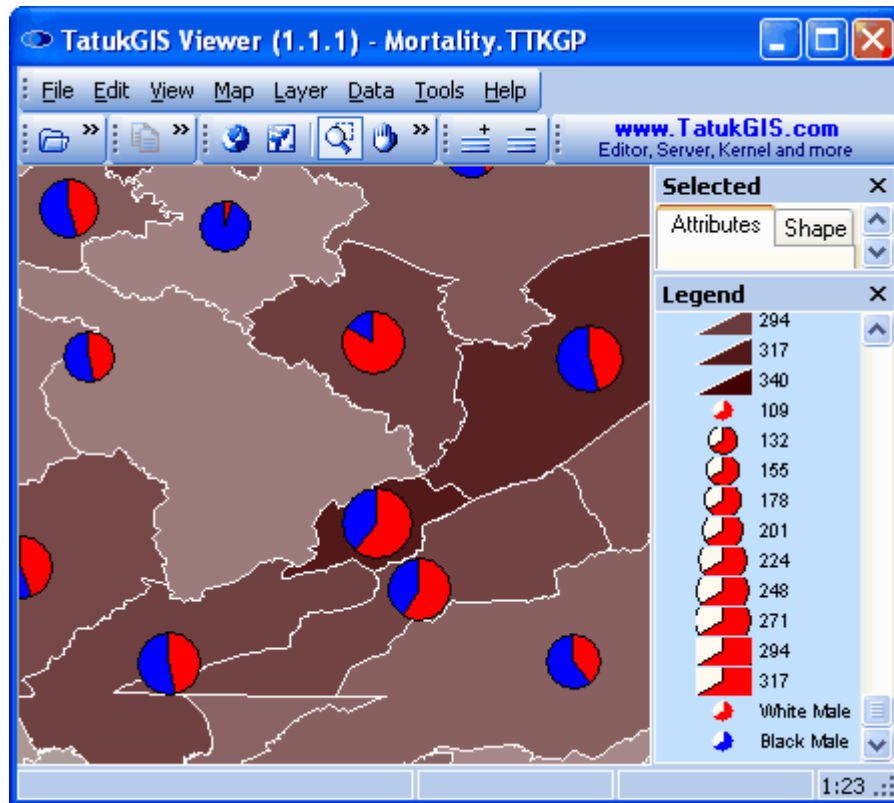 TatukGIS Viewer (1.1.1) - Mortality.TTKGP
File Edit View Map Layer Data Tools Help
www.TatukGIS.com
Editor, Server, Kernel and more
Selected
Attributes Shape
Legend
294
317
340
109
132
155
178
201
224
248
271
294
317
White Male
Black Male
1:23